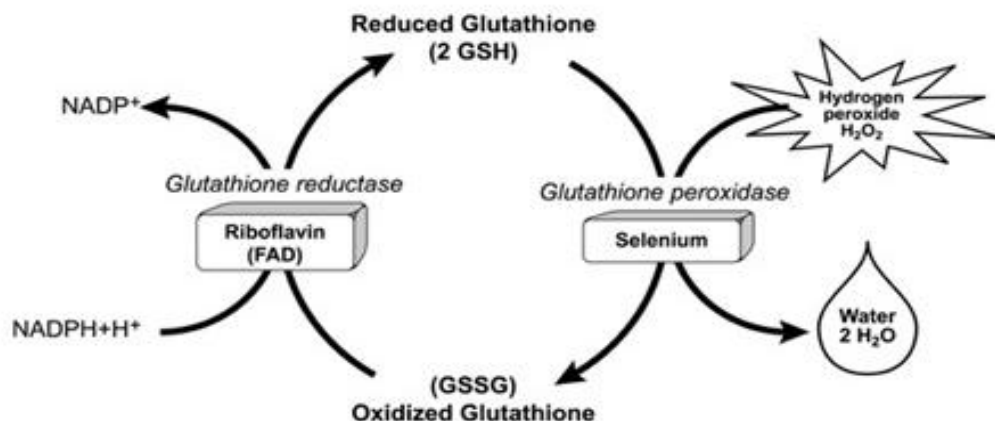 Reduced Glutathione
(2 GSH)
NADP⁺
Hydrogen
peroxide
H₂O₂
Glutathione reductase
Glutathione peroxidase
Riboflavin
(FAD)
Selenium
NADPH+H⁺
Water
2 H₂O
(GSSG)
Oxidized Glutathione